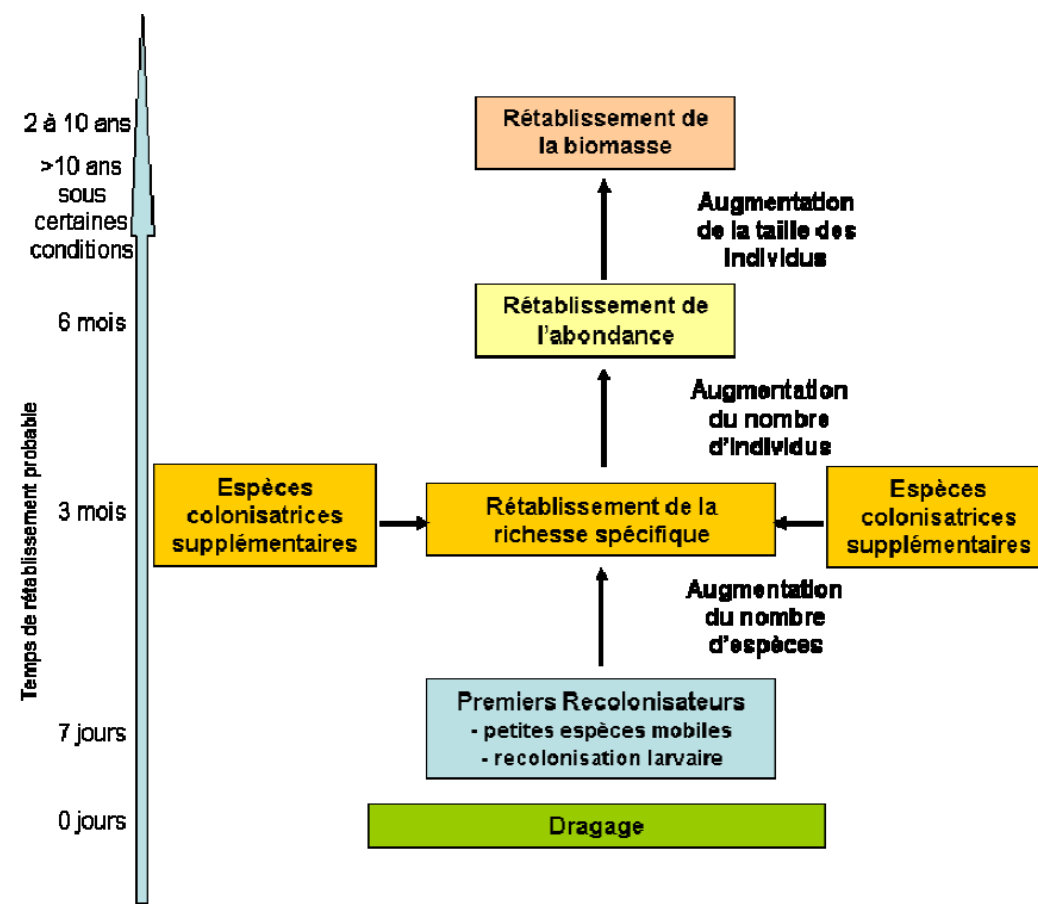 2 à 10 ans
>10 ans
sous
certaines
conditions
6 mois
3 mois
7 jours
0 jours
Temps de rétablissement probable
Rétablissement de
la biomasse
Augmentation
de la taille des
individus
Rétablissement de
l'abondance
Augmentation
du nombre
d'individus
Espèces
colonisatrices
supplémentaires
Rétablissement de la
richesse spécifique
Espèces
colonisatrices
supplémentaires
Augmentation
du nombre
d'espèces
Premiers Recolonisateurs
- petites espèces mobiles
- recolonisation larvaire
Dragage